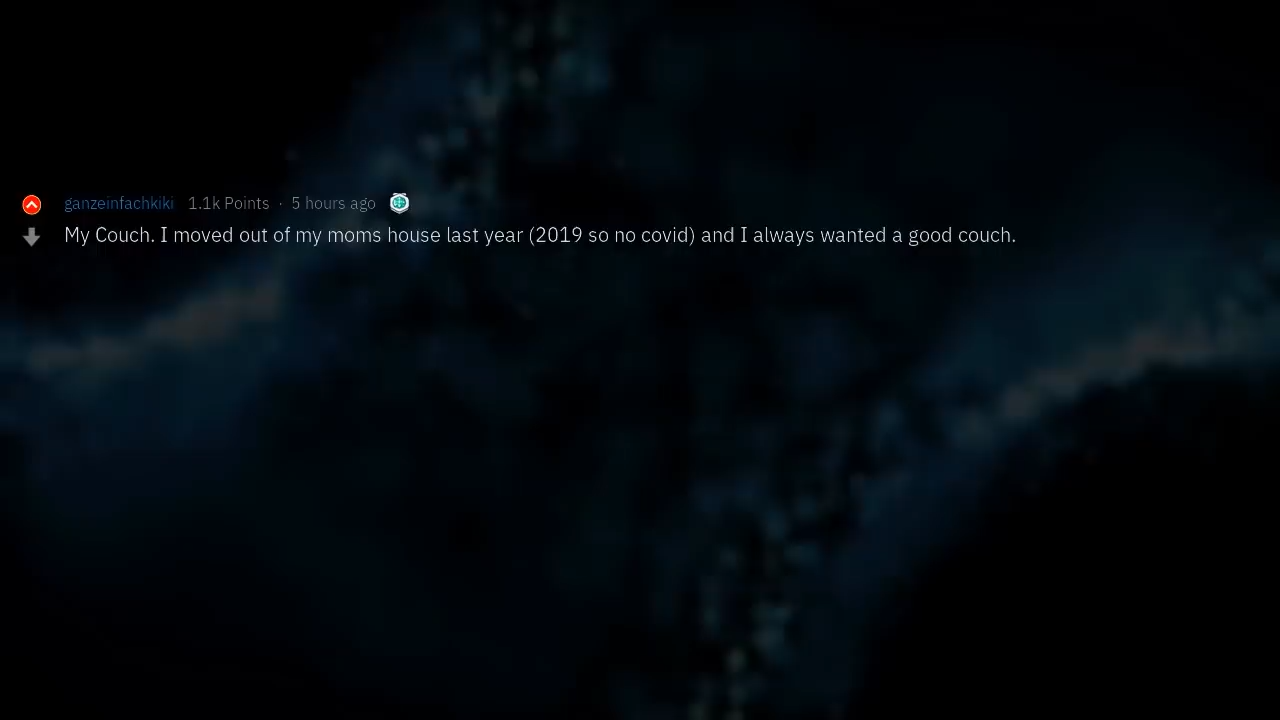 ganzeinfachkiki 1.1k Points · 5 hours ago
My Couch. I moved out of my moms house last year (2019 so no covid) and I always wanted a good couch.